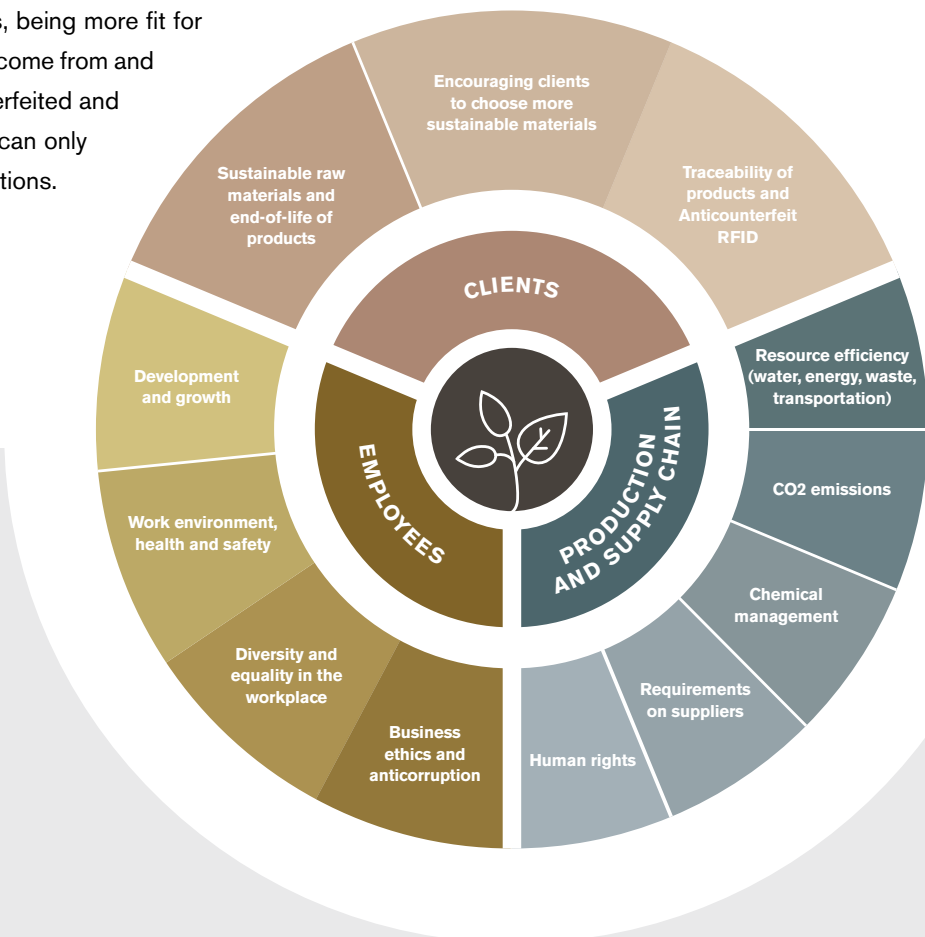 s, being more fit for
come from and
erfeited and
can only
tions.
Encouraging clients
to choose more
sustainable materials
Sustainable raw
materials and
end-of-life of
products
Traceability of
products and
Anticounterfeit
RFID
CLIENTS
Development
and growth
Resource efficiency
(water, energy, waste,
transportation)
EMPLOYEES
PRODUCTION
AND SUPPLY CHAIN
CO2 emissions
Work environment,
health and safety
Chemical
management
Diversity and
equality in the
workplace
Requirements
on suppliers
Business
ethics and
anticorruption
Human rights